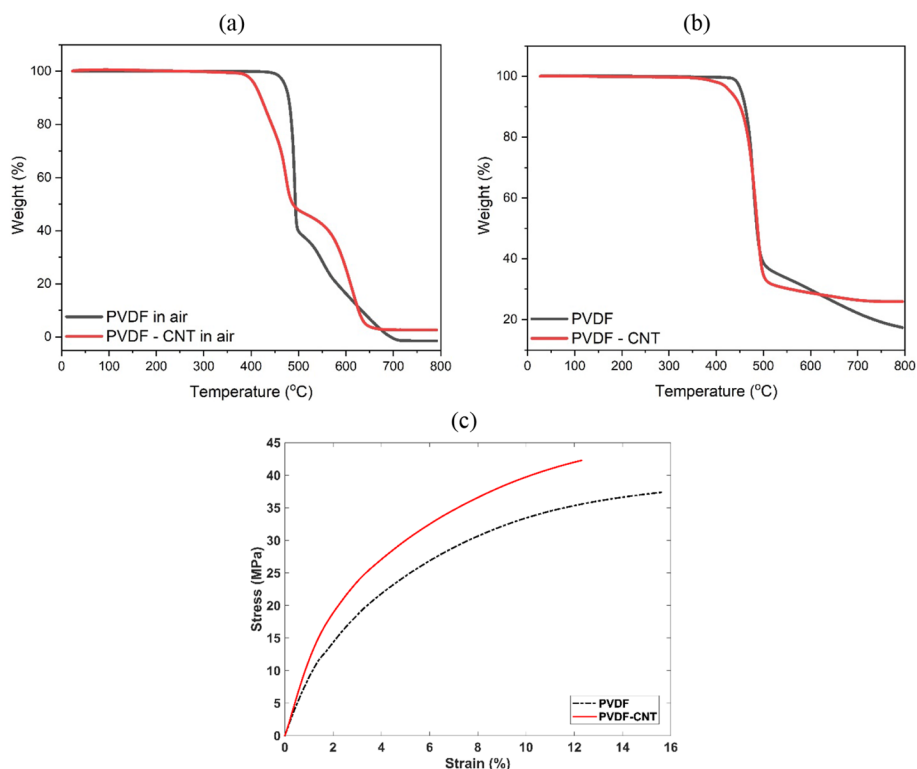 (a)
(b)
100
80
60
40
20
0
Weight (%)
PVDF in air
PVDF - CNT in air
0 100 200 300 400 500 600 700 800
Temperature (°C)
100
80
60
40
20
Weight (%)
PVDF
PVDF - CNT
0 100 200 300 400 500 600 700 800
Temperature (°C)
(c)
45
40
35
30
25
20
15
10
5
0
Stress (MPa)
PVDF
PVDF-CNT
0 2 4 6 8 10 12 14 16
Strain (%)